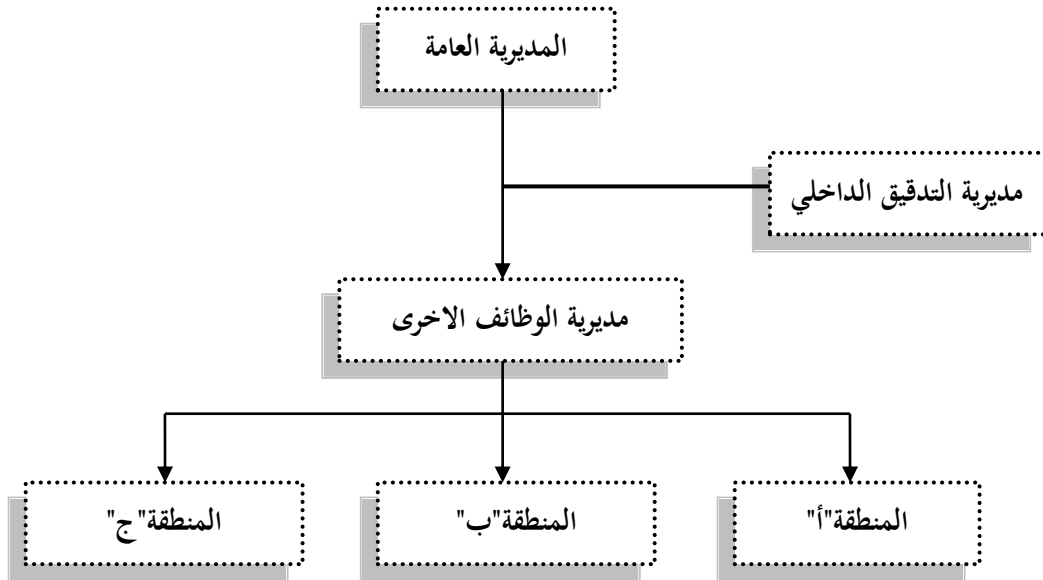 المديرية العامة
مديرية التدقيق الداخلي
مديرية الوظائف الاخرى
المنطقة"أ"
المنطقة"ب"
المنطقة"ج"